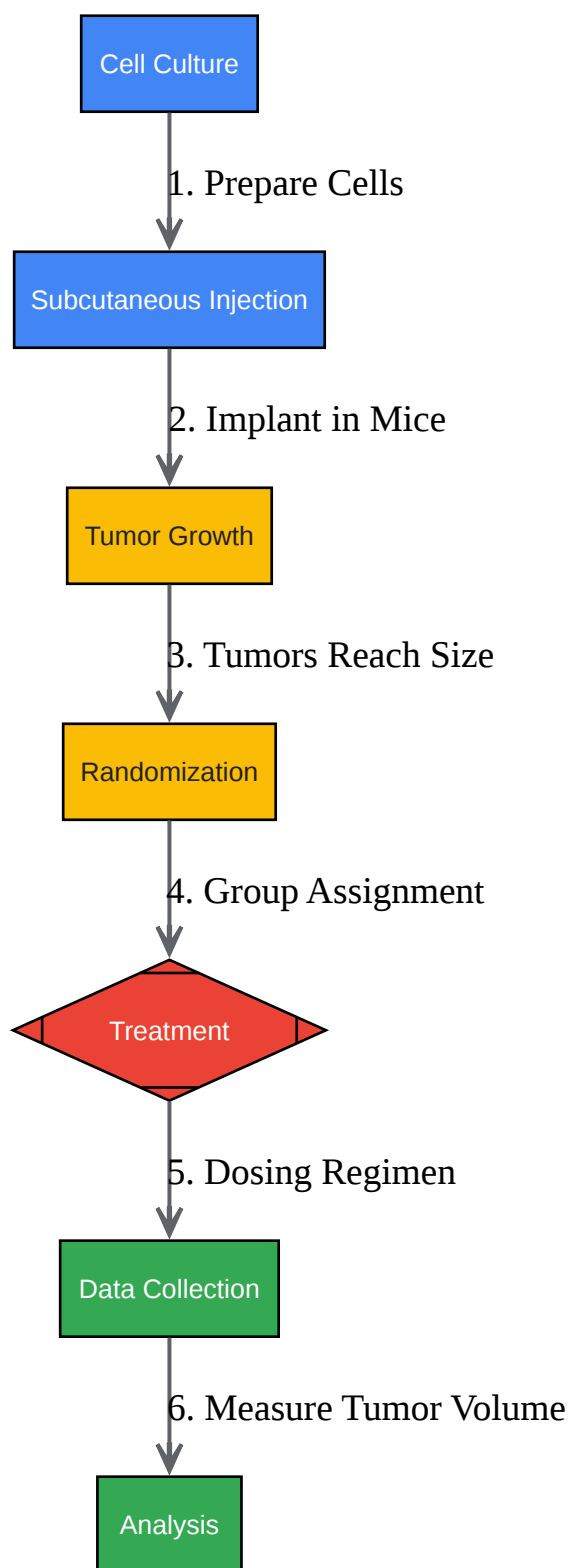 Cell Culture
1. Prepare Cells
Subcutaneous Injection
2. Implant in Mice
Tumor Growth
3. Tumors Reach Size
Randomization
4. Group Assignment
Treatment
5. Dosing Regimen
Data Collection
6. Measure Tumor Volume
Analysis